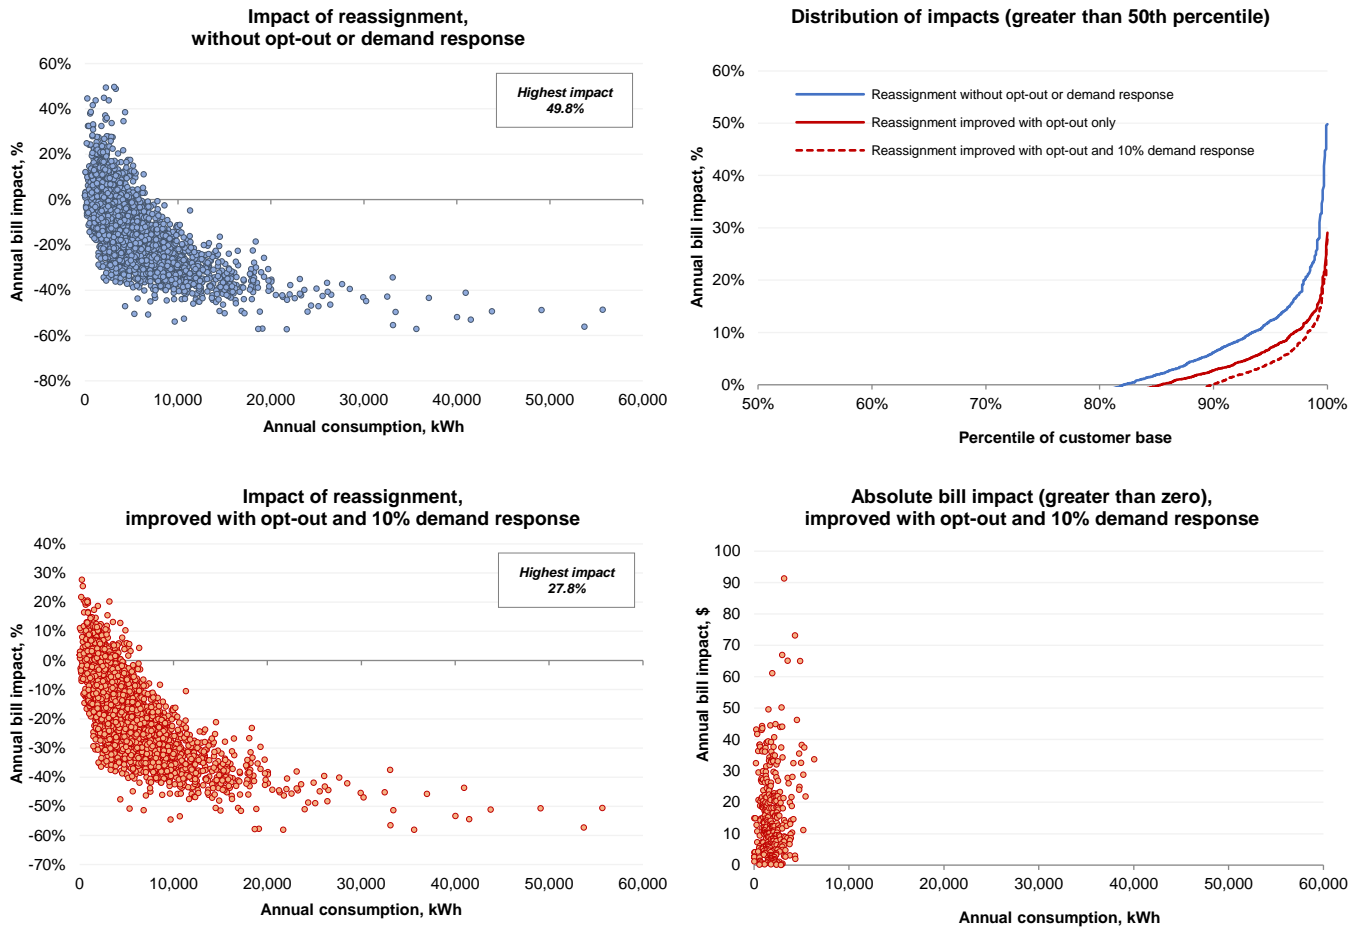 Impact of reassignment,
without opt-out or demand response
60%
40%
20%
0%
-20%
-40%
-60%
-80%
Annual bill impact, %
Highest impact
49.8%
0 10,000 20,000 30,000 40,000 50,000 60,000
Annual consumption, kWh
Distribution of impacts (greater than 50th percentile)
60%
50%
40%
30%
20%
10%
0%
Annual bill impact, %
Reassignment without opt-out or demand response
Reassignment improved with opt-out only
Reassignment improved with opt-out and 10% demand response
50% 60% 70% 80% 90% 100%
Percentile of customer base
Impact of reassignment,
improved with opt-out and 10% demand response
40%
30%
20%
10%
0%
-10%
-20%
-30%
-40%
-50%
-60%
-70%
Annual bill impact, %
Highest impact
27.8%
0 10,000 20,000 30,000 40,000 50,000 60,000
Annual consumption, kWh
Absolute bill impact (greater than zero),
improved with opt-out and 10% demand response
100
90
80
70
60
50
40
30
20
10
0
Annual bill impact, $
0 10,000 20,000 30,000 40,000 50,000 60,000
Annual consumption, kWh